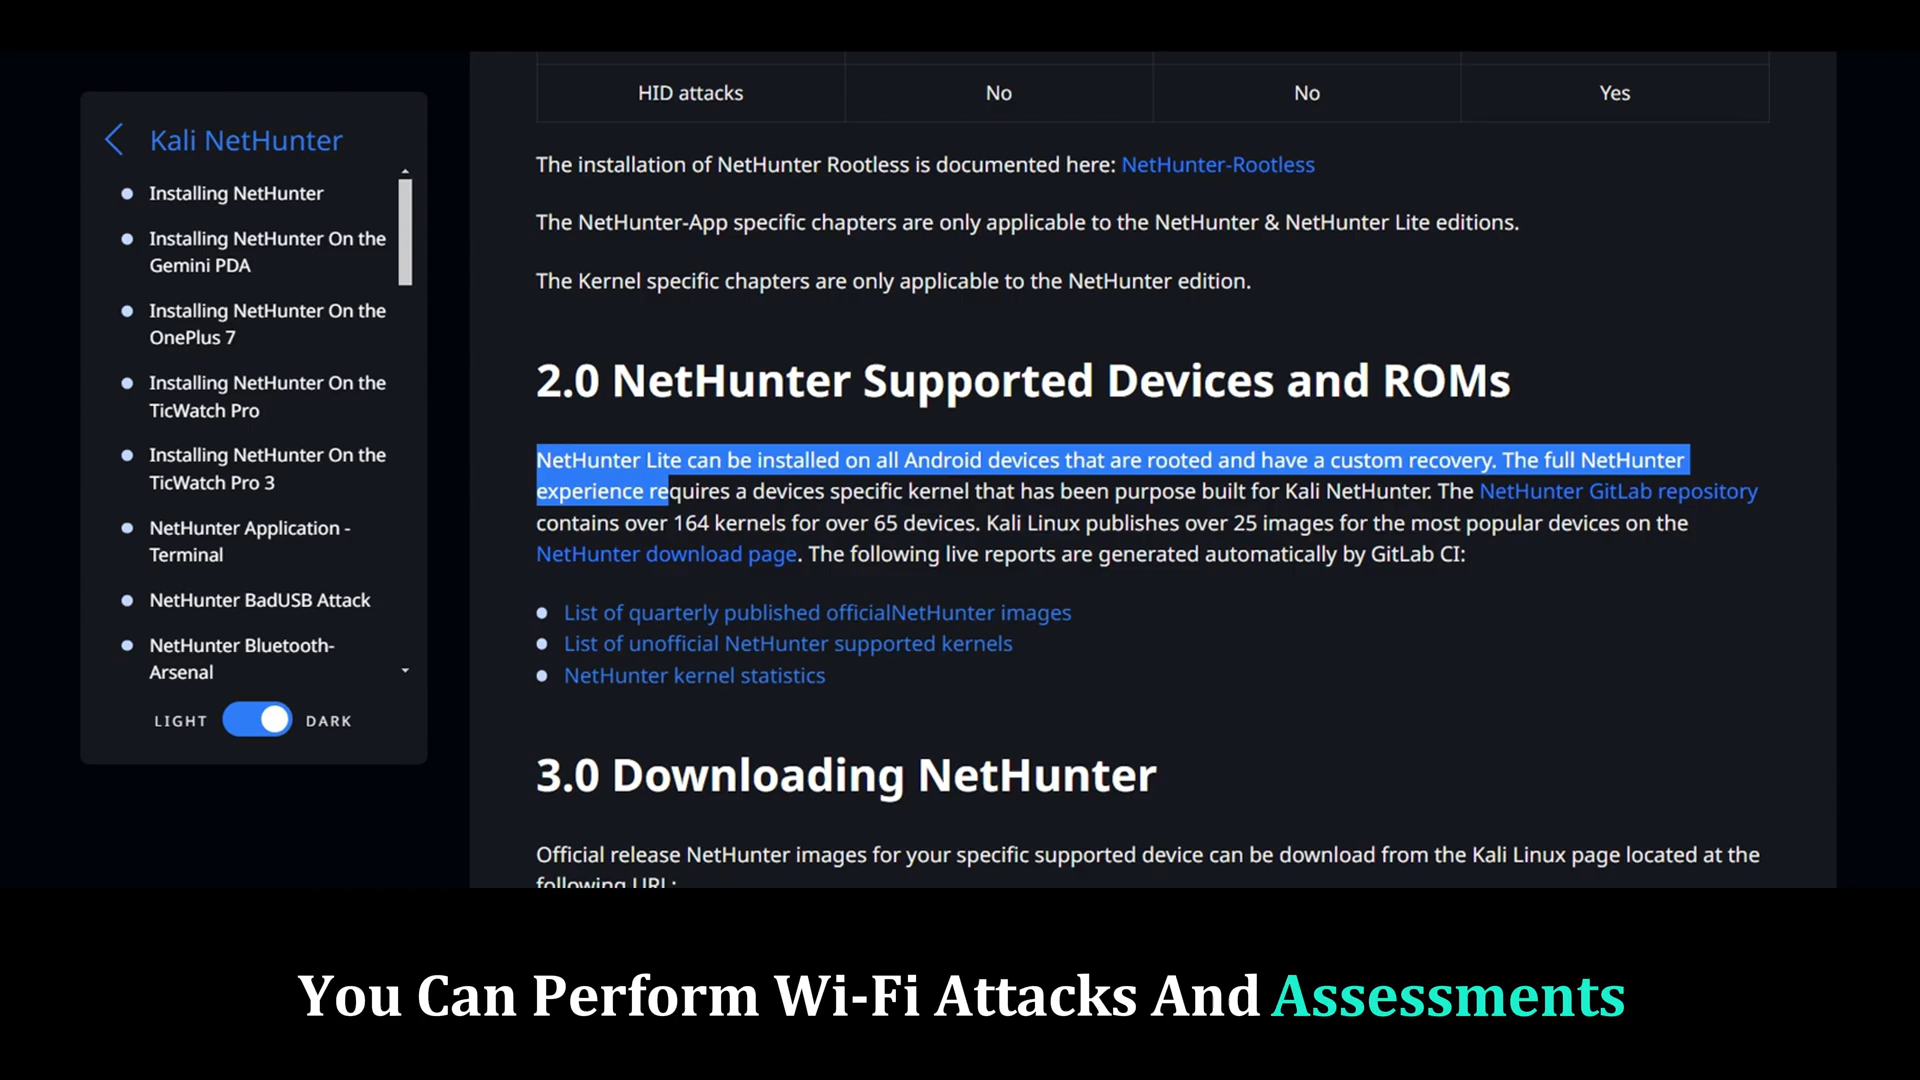 Kali NetHunter
Installing NetHunter
Installing NetHunter On the
Gemini PDA
Installing NetHunter On the
OnePlus 7
Installing NetHunter On the
TicWatch Pro
Installing NetHunter On the
TicWatch Pro 3
NetHunter Application -
Terminal
NetHunter BadUSB Attack
NetHunter Bluetooth-
Arsenal
LIGHT DARK
HID attacks No No Yes
The installation of NetHunter Rootless is documented here: NetHunter-Rootless
The NetHunter-App specific chapters are only applicable to the NetHunter & NetHunter Lite editions.
The Kernel specific chapters are only applicable to the NetHunter edition.
2.0 NetHunter Supported Devices and ROMs
NetHunter Lite can be installed on all Android devices that are rooted and have a custom recovery. The full NetHunter
experience requires a devices specific kernel that has been purpose built for Kali NetHunter. The NetHunter GitLab repository
contains over 164 kernels for over 65 devices. Kali Linux publishes over 25 images for the most popular devices on the
NetHunter download page. The following live reports are generated automatically by GitLab CI:
List of quarterly published officialNetHunter images
List of unofficial NetHunter supported kernels
NetHunter kernel statistics
3.0 Downloading NetHunter
Official release NetHunter images for your specific supported device can be download from the Kali Linux page located at the
following URL:
You Can Perform Wi-Fi Attacks And Assessments